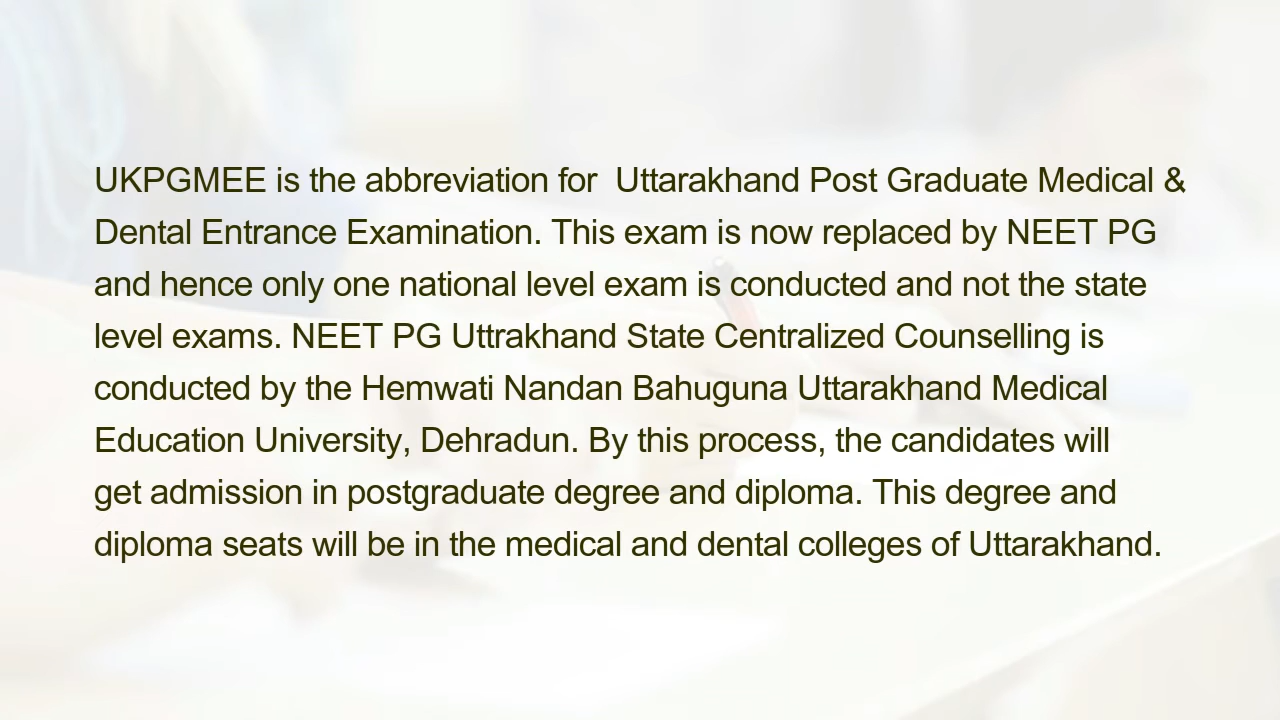 UKPGMEE is the abbreviation for  Uttarakhand Post Graduate Medical &
Dental Entrance Examination. This exam is now replaced by NEET PG
and hence only one national level exam is conducted and not the state
level exams. NEET PG Uttrakhand State Centralized Counselling is
conducted by the Hemwati Nandan Bahuguna Uttarakhand Medical
Education University, Dehradun. By this process, the candidates will
get admission in postgraduate degree and diploma. This degree and
diploma seats will be in the medical and dental colleges of Uttarakhand.